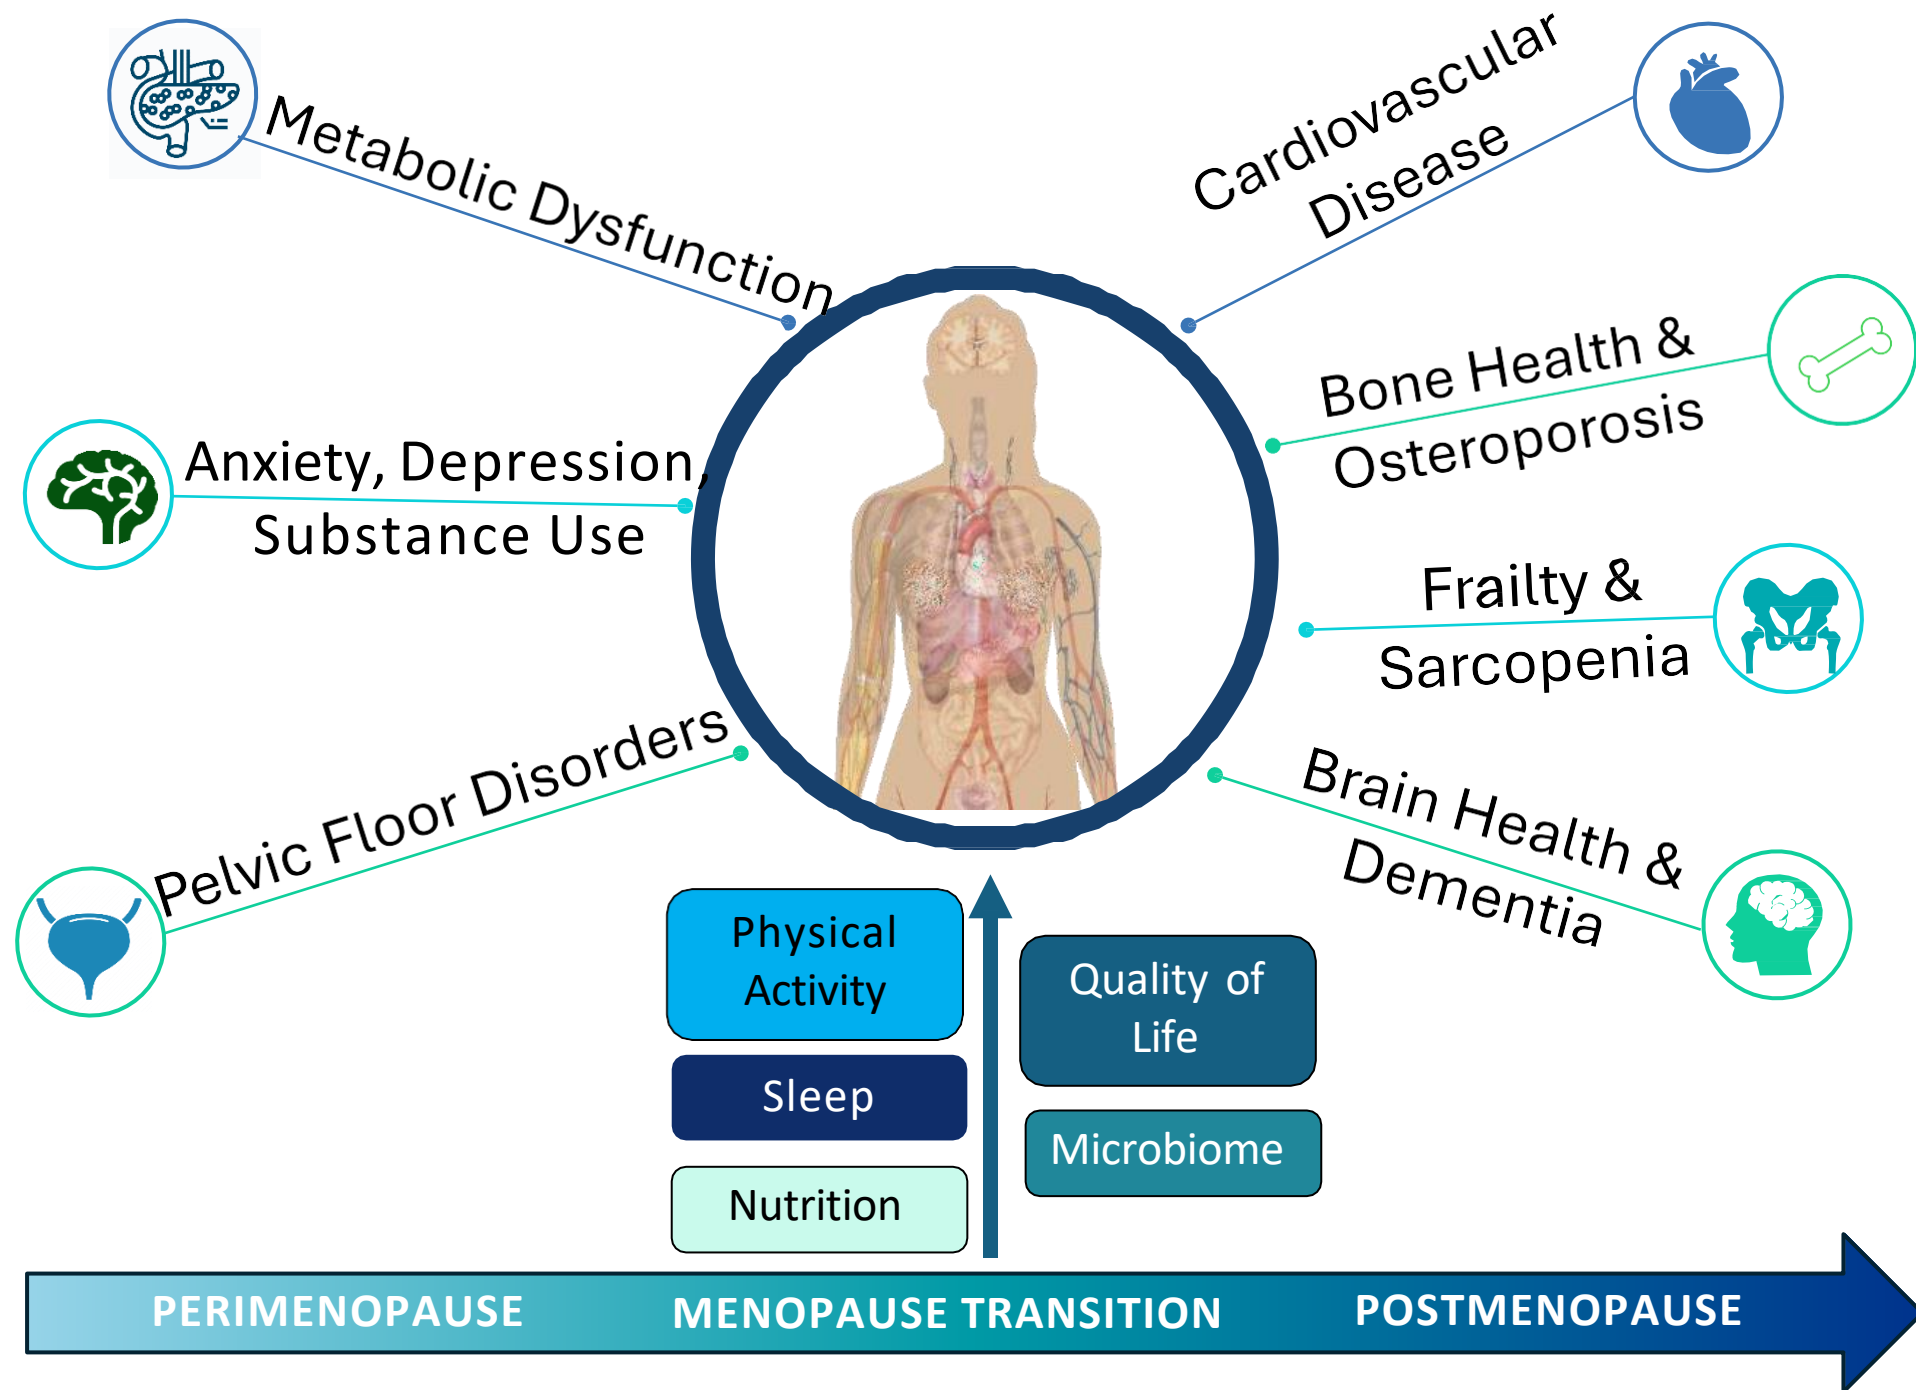 Metabolic Dysfunction
Cardiovascular
Disease
Bone Health &
Osteroporosis
Anxiety, Depression,
Substance Use
Frailty &
Sarcopenia
Pelvic Floor Disorders
Brain Health &
Dementia
Physical
Activity
Quality of
Life
Sleep
Microbiome
Nutrition
PERIMENOPAUSE
MENOPAUSE TRANSITION
POSTMENOPAUSE